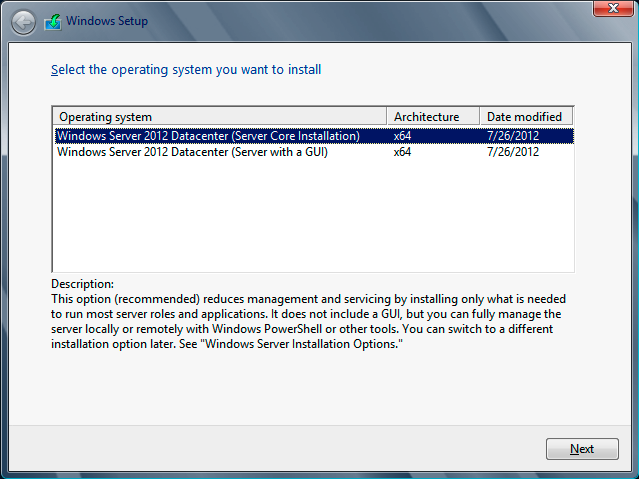 Windows Setup
Select the operating system you want to install
Operating system Architecture Date modified
Windows Server 2012 Datacenter (Server Core Installation) x64 7/26/2012
Windows Server 2012 Datacenter (Server with a GUI) x64 7/26/2012
Description:
This option (recommended) reduces management and servicing by installing only what is needed
to run most server roles and applications. It does not include a GUI, but you can fully manage the
server locally or remotely with Windows PowerShell or other tools. You can switch to a different
installation option later. See "Windows Server Installation Options."
Next